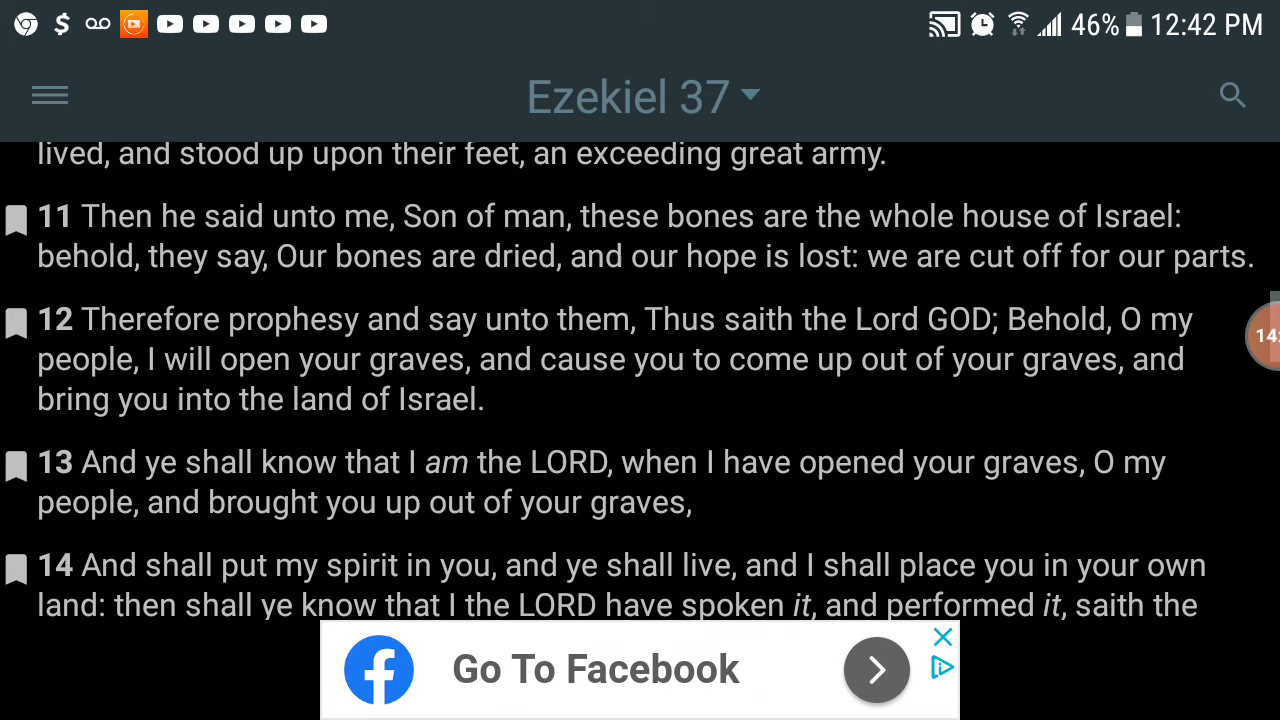 46% 12:42 PM
Ezekiel 37
lived, and stood up upon their feet, an exceeding great army.
11 Then he said unto me, Son of man, these bones are the whole house of Israel:
behold, they say, Our bones are dried, and our hope is lost: we are cut off for our parts.
12 Therefore prophesy and say unto them, Thus saith the Lord GOD; Behold, O my
people, I will open your graves, and cause you to come up out of your graves, and
bring you into the land of Israel.
14:
13 And ye shall know that I am the LORD, when I have opened your graves, O my
people, and brought you up out of your graves,
14 And shall put my spirit in you, and ye shall live, and I shall place you in your own
land: then shall ye know that I the LORD have spoken it, and performed it, saith the
Go To Facebook